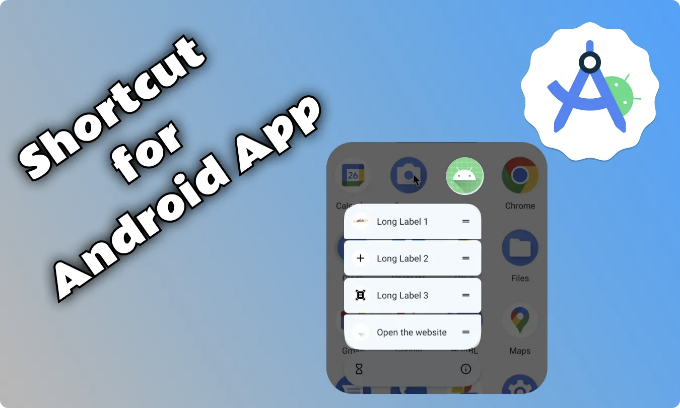 Shortcut
for
Android App
26
Chrome
Long Label 1
Long Label 2
Files
Long Label 3
Open the website
Maps